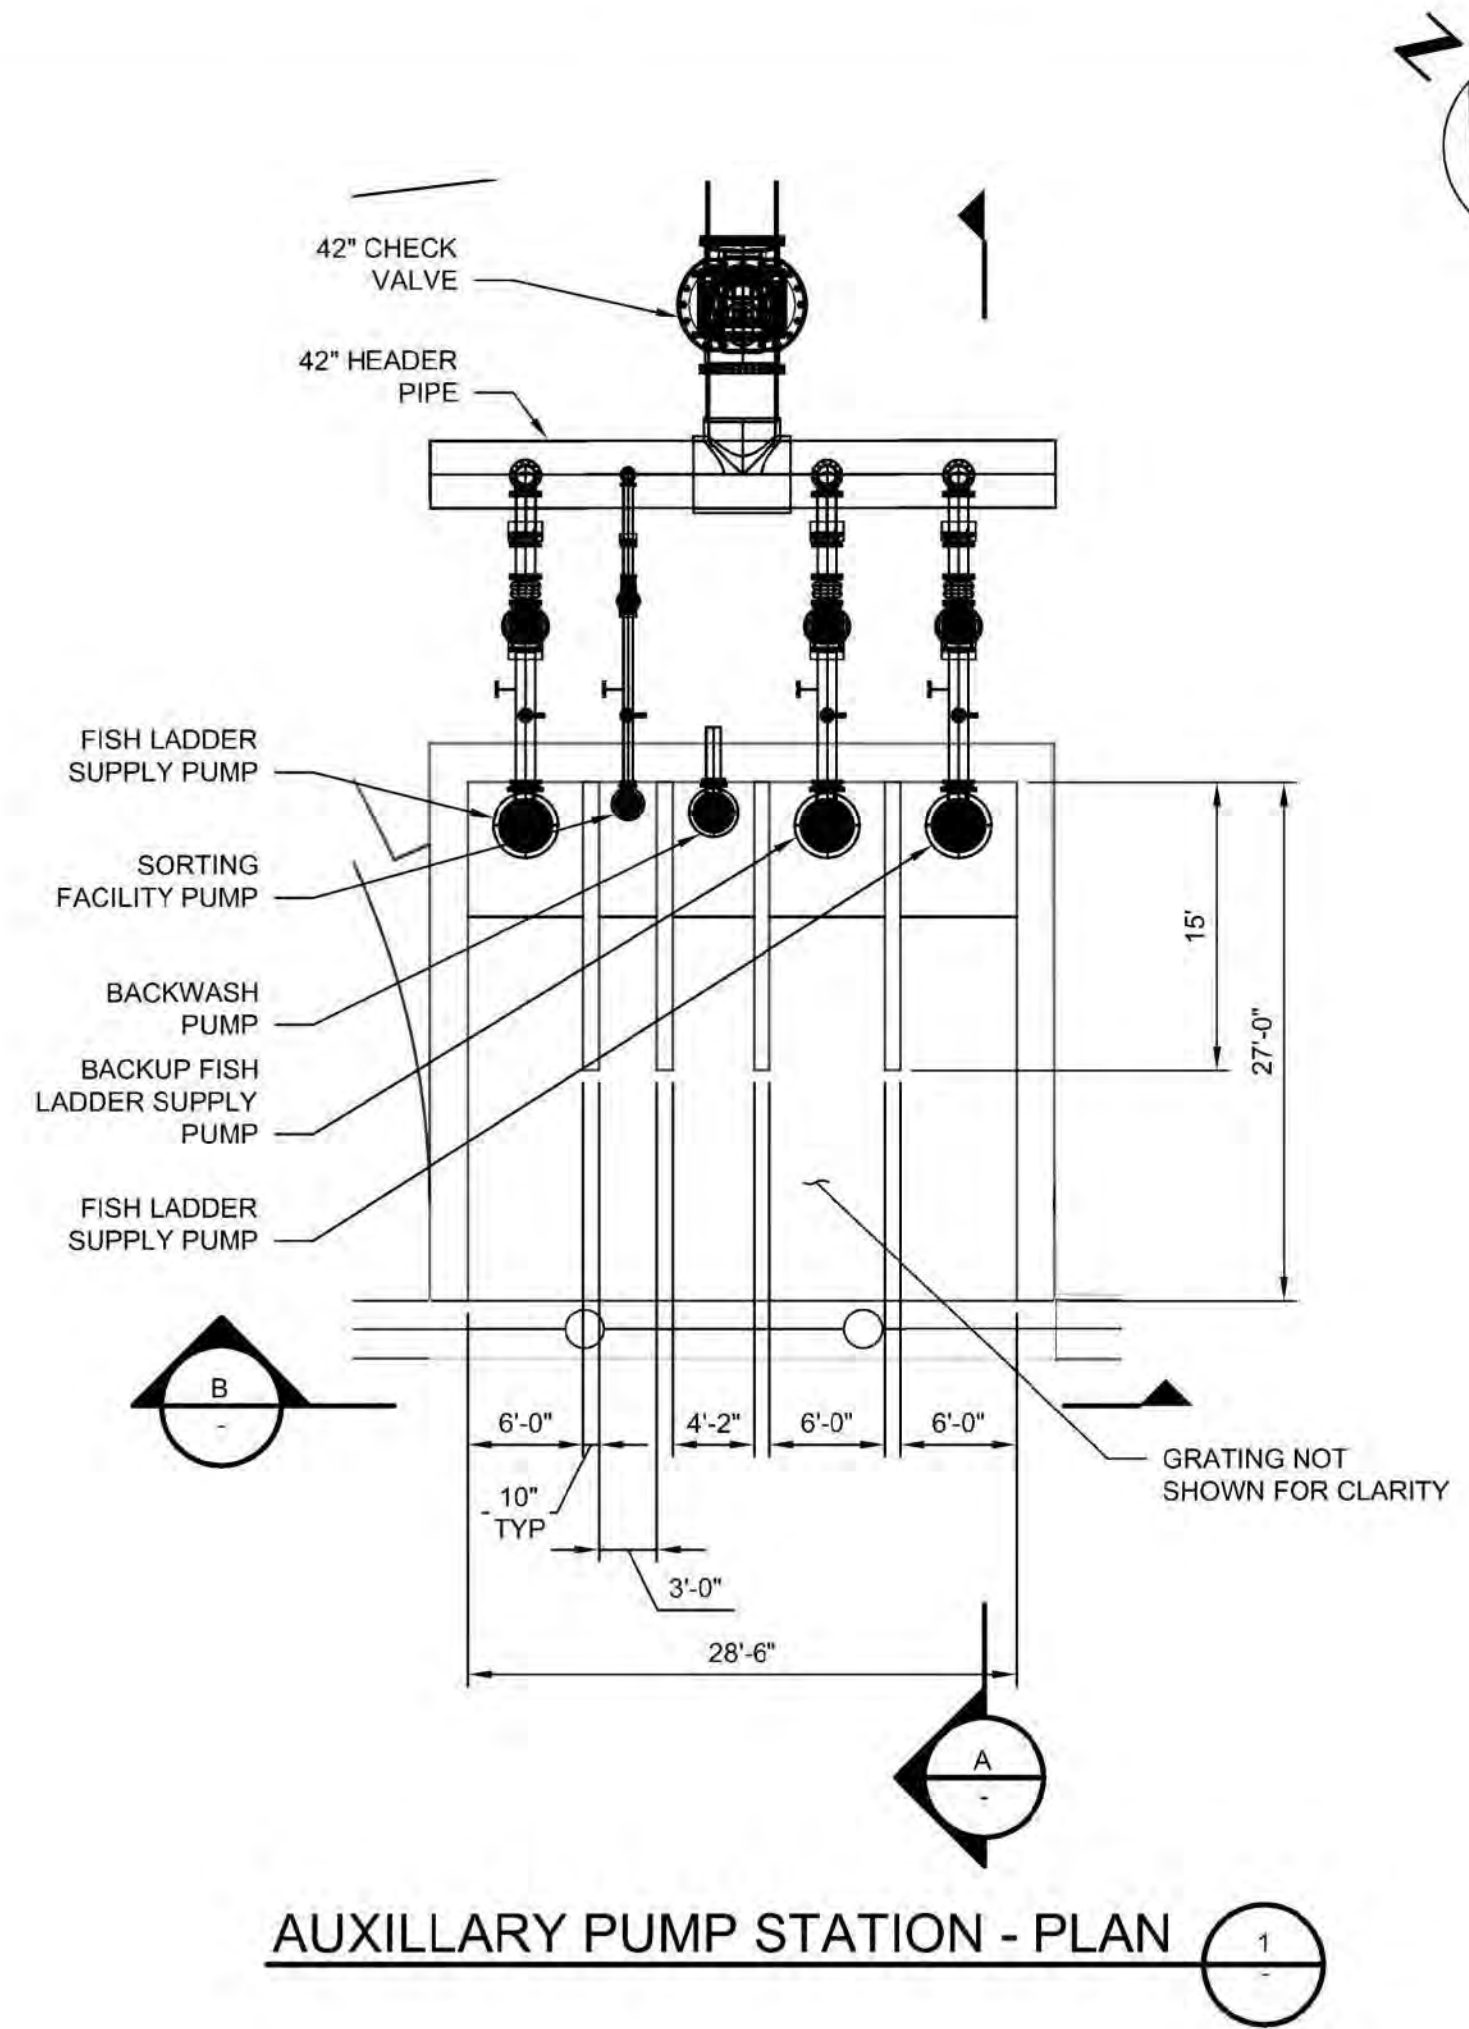 N
42" CHECK
VALVE
42" HEADER
PIPE
FISH LADDER
SUPPLY PUMP
SORTING
FACILITY PUMP
BACKWASH
PUMP
BACKUP FISH
LADDER SUPPLY
PUMP
FISH LADDER
SUPPLY PUMP
15'
27'-0"
B
-
6'-0"
4'-2"
6'-0"
6'-0"
10"
TYP
3'-0"
28'-6"
GRATING NOT
SHOWN FOR CLARITY
A
-
AUXILLARY PUMP STATION - PLAN
1
-